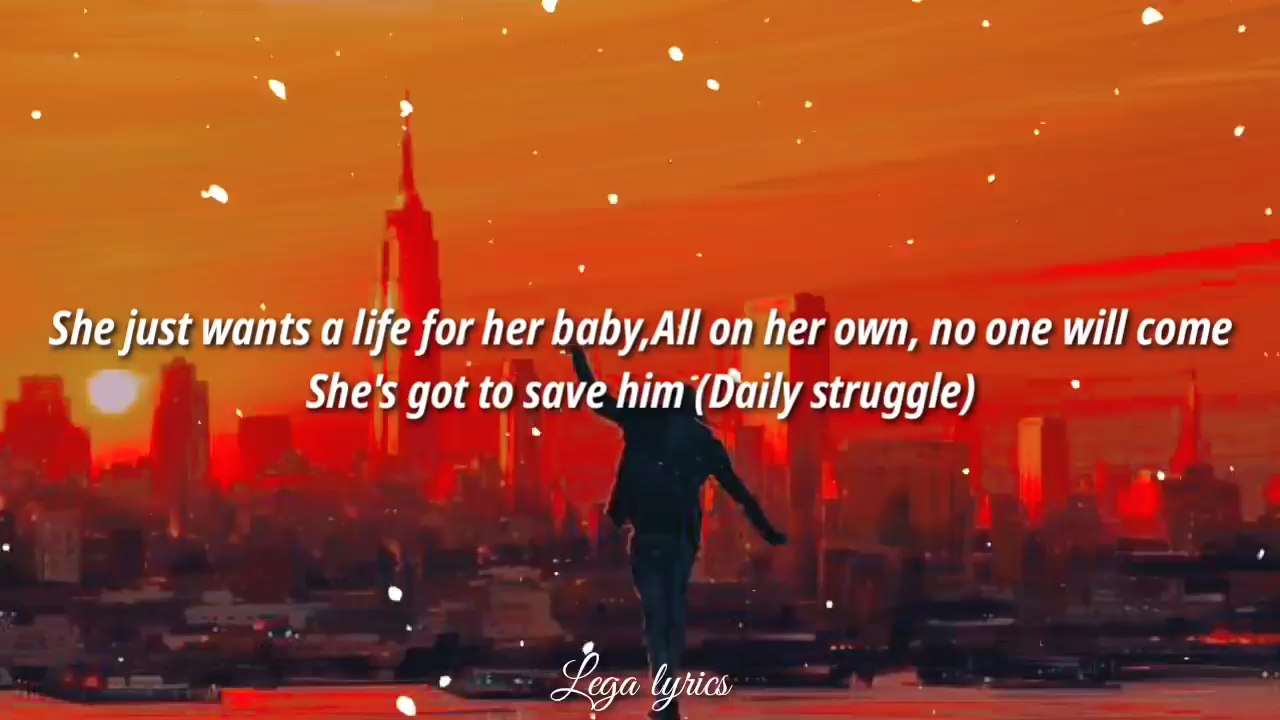 She just wants a life for her baby,All on her own, no one will come
She's got to save him (Daily struggle)
Lega lyrics